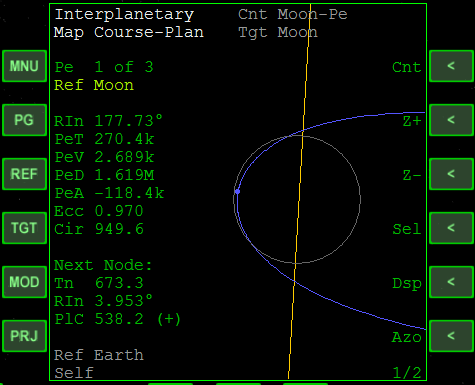 Interplanetary Cnt Moon-Pe
Map Course-Plan Tgt Moon
MNU Pe 1 of 3 Cnt <
Ref Moon
PG RIn 177.73° Z+ <
PeT 270.4k
PeV 2.689k
REF PeD 1.619M Z- <
PeA -118.4k
Ecc 0.970
TGT Cir 949.6 Sel <
Next Node:
MOD Tn 673.3 Dsp <
RIn 3.953°
PlC 538.2 (+)
PRJ Azo <
Ref Earth
Self 1/2